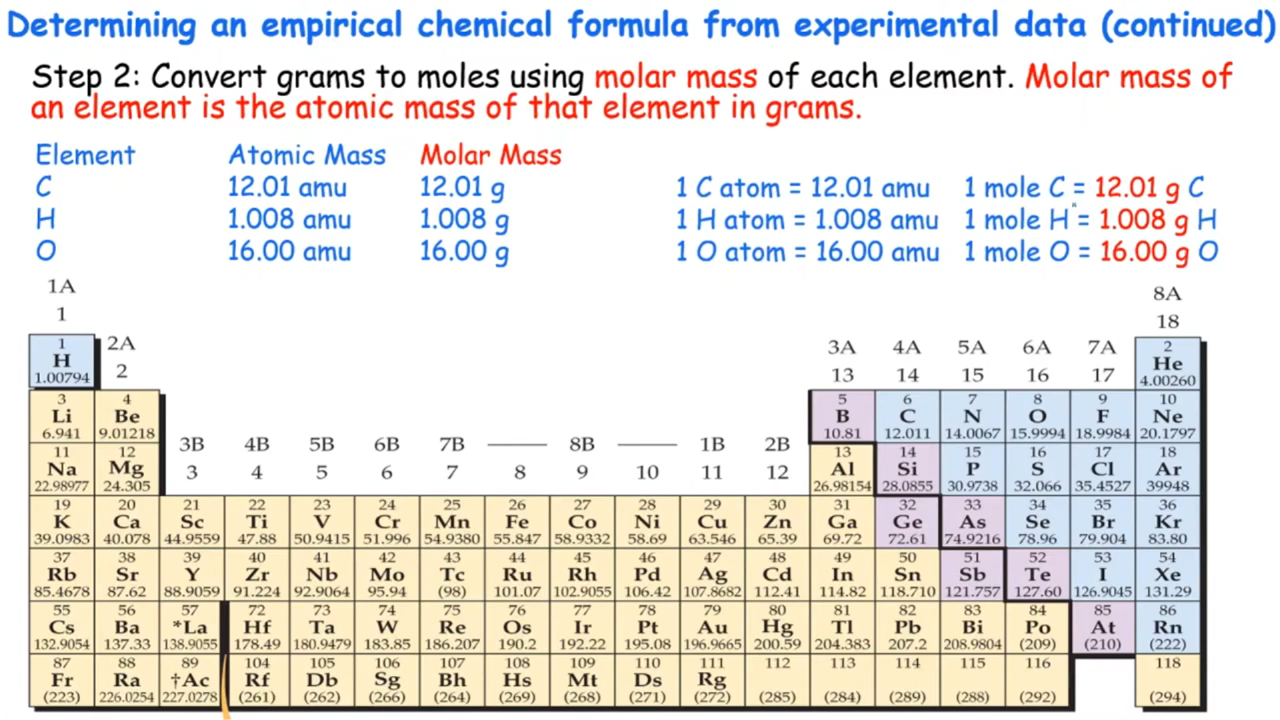 Determining an empirical chemical formula from experimental data (continued)
Step 2: Convert grams to moles using molar mass of each element. Molar mass of
an element is the atomic mass of that element in grams.
Element Atomic Mass Molar Mass
C 12.01 amu 12.01 g 1 C atom = 12.01 amu 1 mole C = 12.01 g C
H 1.008 amu 1.008 g 1 H atom = 1.008 amu 1 mole H = 1.008 g H
O 16.00 amu 16.00 g 1 O atom = 16.00 amu 1 mole O = 16.00 g O
1A 8A
1 18
1 2A 3A 4A 5A 6A 7A 2
H 2 13 14 15 16 17 He
1.00794 4.00260
3 4 5 6 7 8 9 10
Li Be B C N O F Ne
6.941 9.01218 10.81 12.011 14.0067 15.9994 18.9984 20.1797
11 12 3B 4B 5B 6B 7B 8B 1B 2B 13 14 15 16 17 18
Na Mg 3 4 5 6 7 8 9 10 11 12 Al Si P S Cl Ar
22.98977 24.305 26.98154 28.0855 30.9738 32.066 35.4527 39948
19 20 21 22 23 24 25 26 27 28 29 30 31 32 33 34 35 36
K Ca Sc Ti V Cr Mn Fe Co Ni Cu Zn Ga Ge As Se Br Kr
39.0983 40.078 44.9559 47.88 50.9415 51.996 54.9380 55.847 58.9332 58.69 63.546 65.39 69.72 72.61 74.9216 78.96 79.904 83.80
37 38 39 40 41 42 43 44 45 46 47 48 49 50 51 52 53 54
Rb Sr Y Zr Nb Mo Tc Ru Rh Pd Ag Cd In Sn Sb Te I Xe
85.4678 87.62 88.9059 91.224 92.9064 95.94 (98) 101.07 102.9055 106.42 107.8682 112.41 114.82 118.710 121.757 127.60 126.9045 131.29
55 56 57 72 73 74 75 76 77 78 79 80 81 82 83 84 85 86
Cs Ba *La Hf Ta W Re Os Ir Pt Au Hg Tl Pb Bi Po At Rn
132.9054 137.33 138.9055 178.49 180.9479 183.85 186.207 190.2 192.22 195.08 196.9665 200.59 204.383 207.2 208.9804 (209) (210) (222)
87 88 89 104 105 106 107 108 109 110 111 112 113 114 115 116 118
Fr Ra †Ac Rf Db Sg Bh Hs Mt Ds Rg
(223) 226.0254 227.0278 (261) (262) (266) (264) (269) (268) (271) (272) (285) (284) (289) (288) (292) (294)